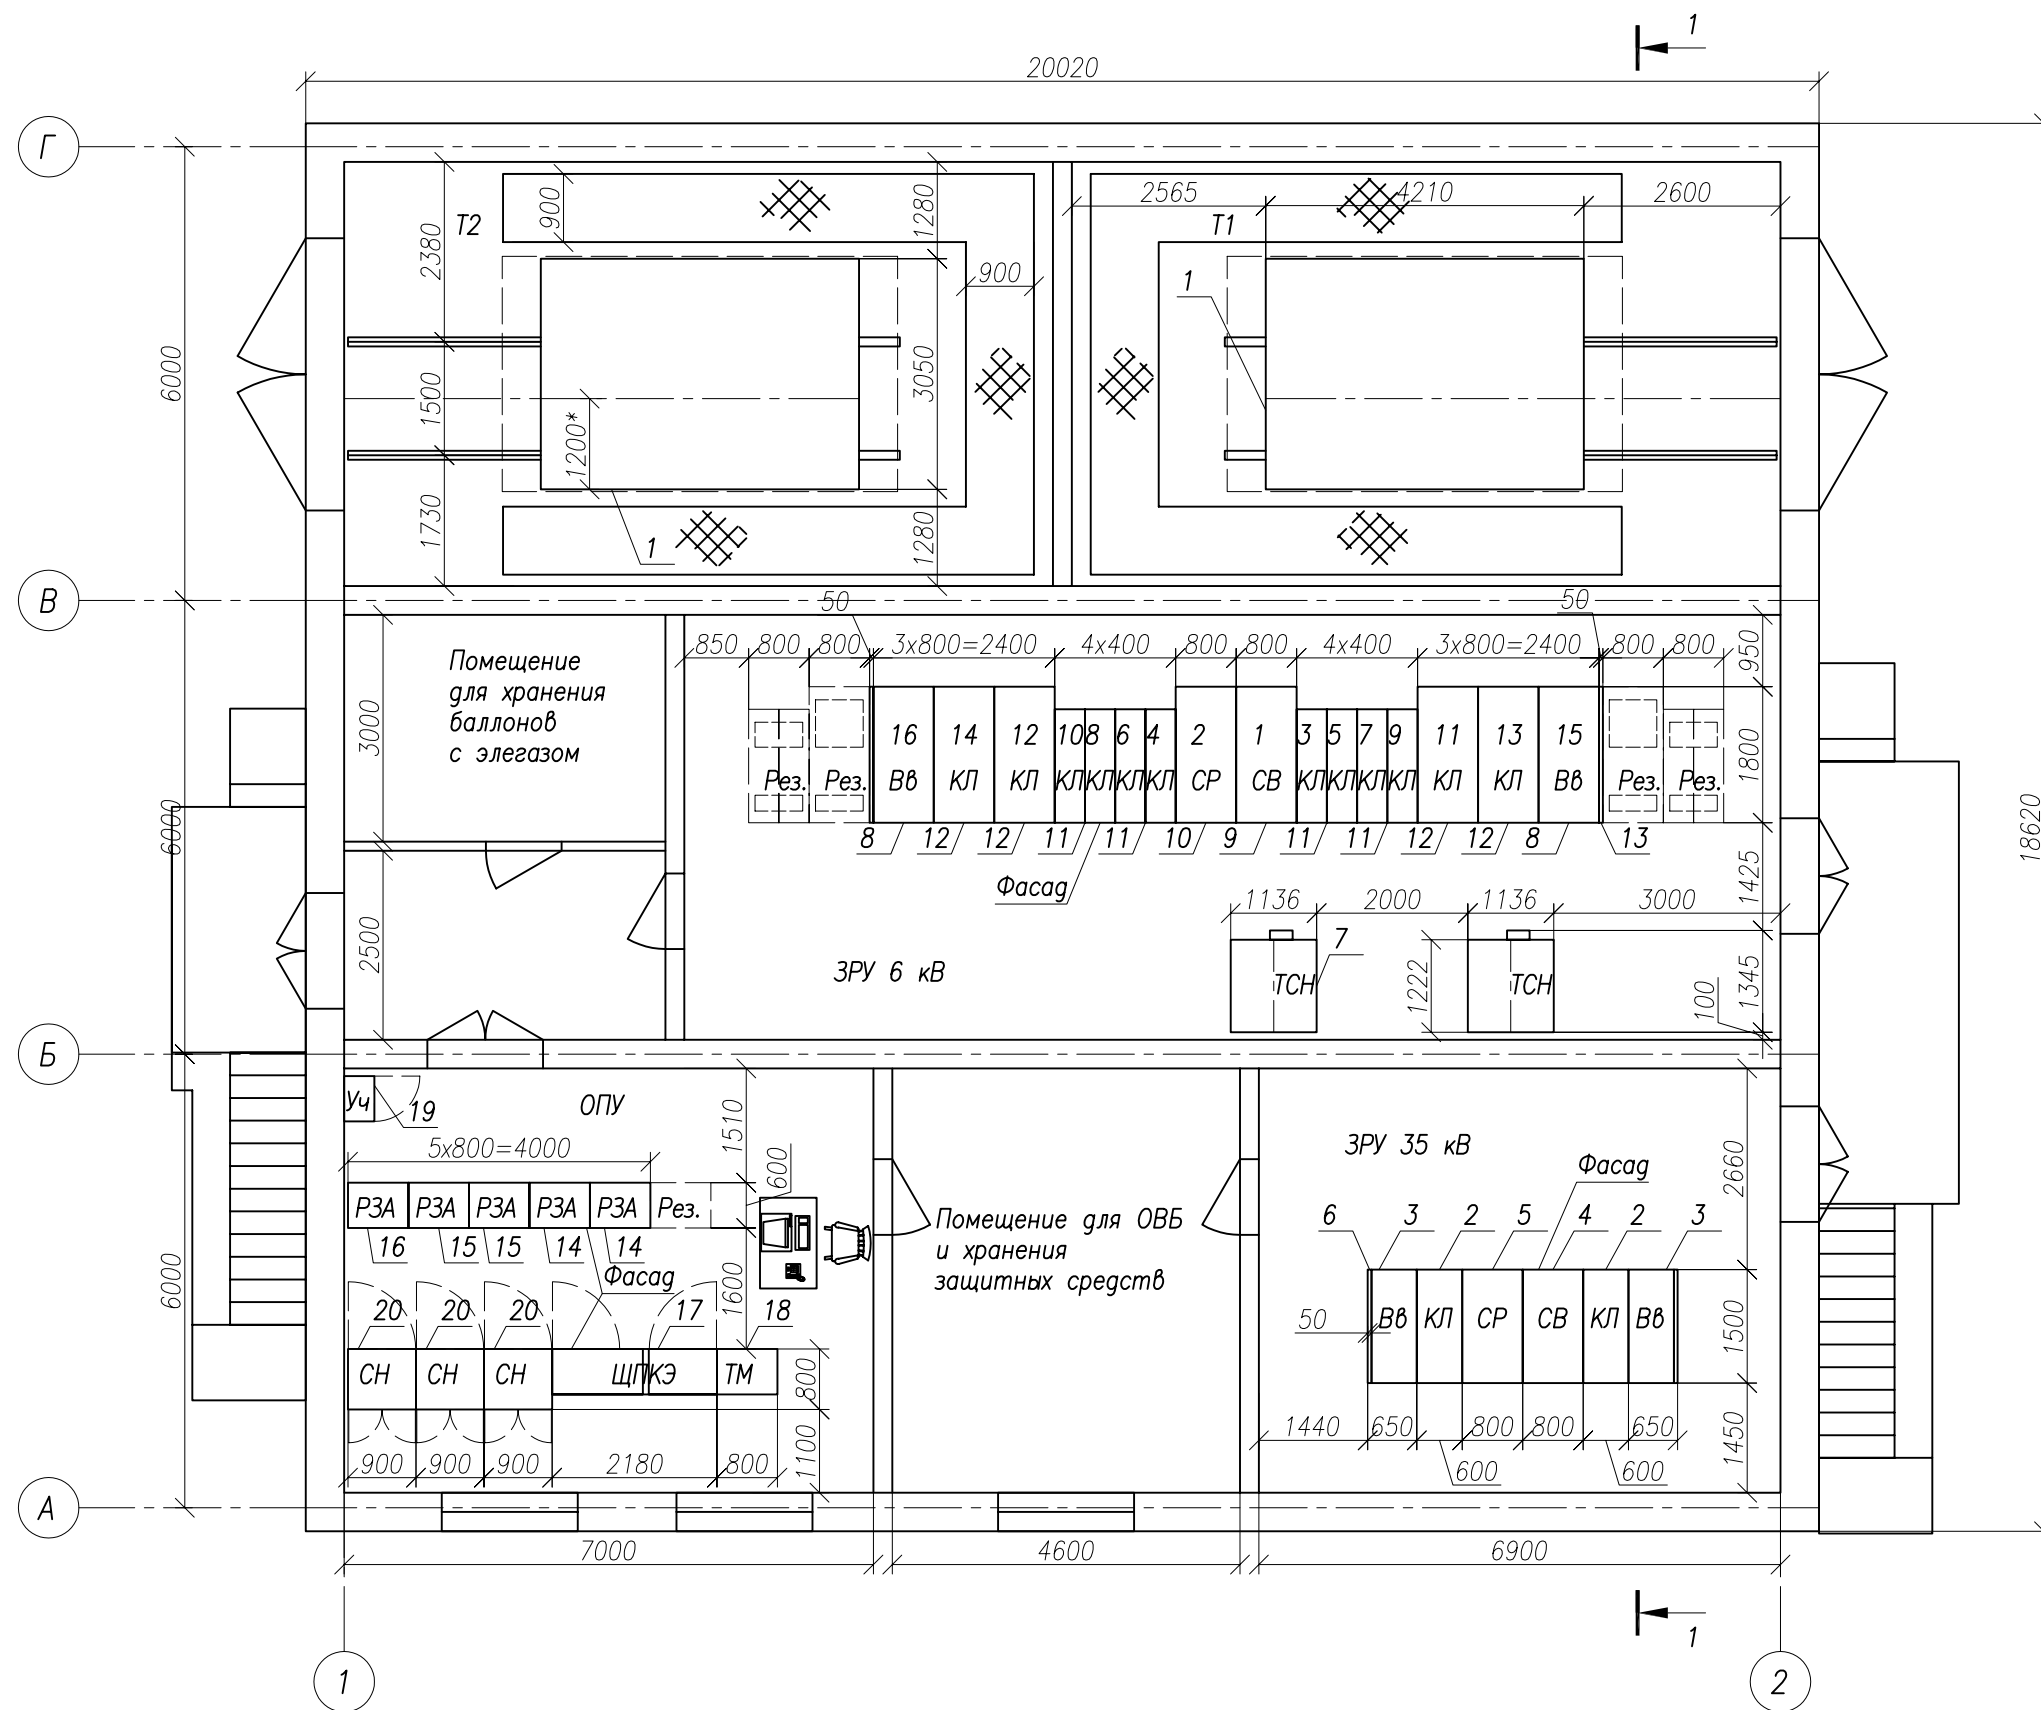 1
20020
Г
2380
900
1280
2565
4210
2600
Т2
Т1
900
1
6000
1500
3050
1200*
1730
1280
1
В
50
50
850
800
800
3х800=2400
4х400
800
800
4х400
3х800=2400
800
800
950
Помещение
для хранения
баллонов
с элегазом
3000
16
14
12
10
8
6
4
2
1
3
5
7
9
11
13
15
1800
Рез.
Рез.
Вв
КЛ
КЛ
КЛ
КЛ
КЛ
КЛ
СР
СВ
КЛ
КЛ
КЛ
КЛ
КЛ
КЛ
Вв
Рез.
Рез.
6000
18620
8
12
12
11
11
10
9
11
11
12
12
8
13
Фасад
1425
1136
2000
1136
3000
2500
7
ЗРУ 6 кВ
ТСН
1222
ТСН
100
1345
Б
Уч
19
ОПУ
1510
5х800=4000
600
ЗРУ 35 кВ
Фасад
2660
РЗА
РЗА
РЗА
РЗА
РЗА
Рез.
Помещение для ОВБ
и хранения
защитных средств
6
3
2
5
4
2
3
16
15
15
14
14
Фасад
6000
1600
20
20
20
17
18
50
Вв
КЛ
СР
СВ
КЛ
Вв
1500
СН
СН
СН
ЩПКЭ
ТМ
800
1440
650
800
800
650
1450
900
900
900
2180
800
1100
600
600
А
7000
4600
6900
1
1
2